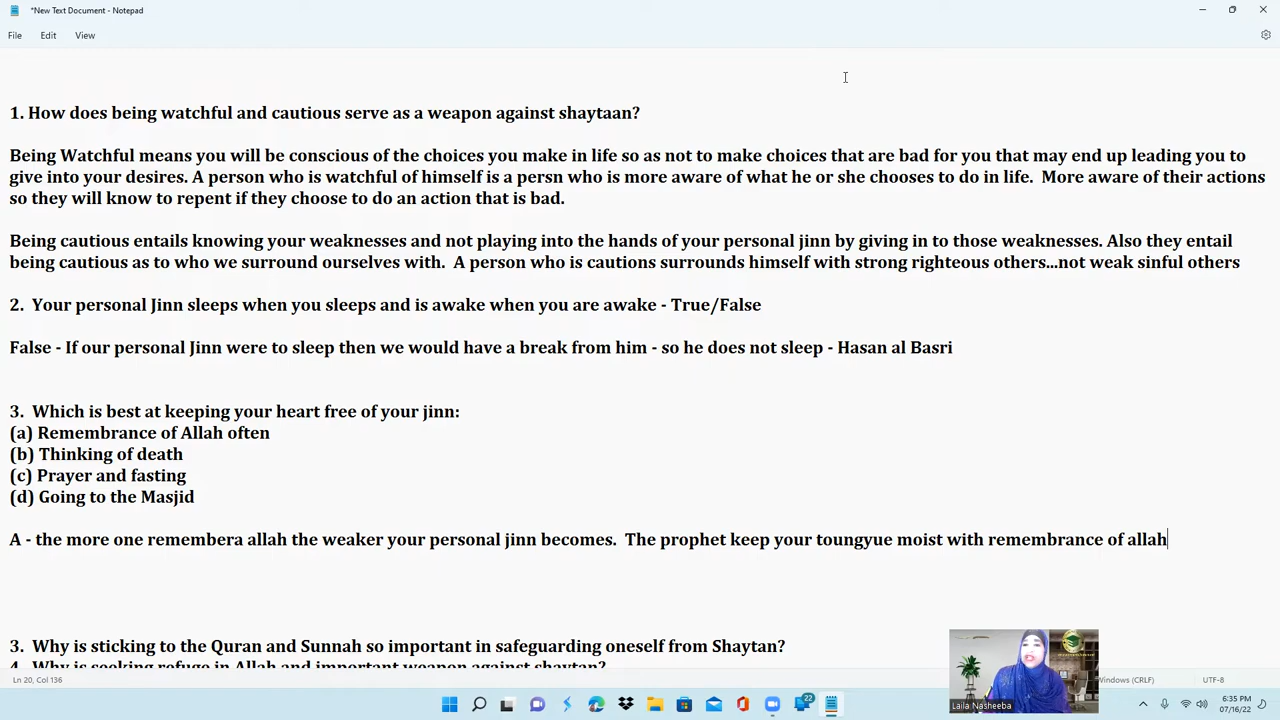 *New Text Document - Notepad
File Edit View
1. How does being watchful and cautious serve as a weapon against shaytaan?
Being Watchful means you will be conscious of the choices you make in life so as not to make choices that are bad for you that may end up leading you to
give into your desires. A person who is watchful of himself is a persn who is more aware of what he or she chooses to do in life.  More aware of their actions
so they will know to repent if they choose to do an action that is bad.
Being cautious entails knowing your weaknesses and not playing into the hands of your personal jinn by giving in to those weaknesses. Also they entail
being cautious as to who we surround ourselves with.  A person who is cautions surrounds himself with strong righteous others...not weak sinful others
2.  Your personal Jinn sleeps when you sleeps and is awake when you are awake - True/False
False - If our personal Jinn were to sleep then we would have a break from him - so he does not sleep - Hasan al Basri
3.  Which is best at keeping your heart free of your jinn:
(a) Remembrance of Allah often
(b) Thinking of death
(c) Prayer and fasting
(d) Going to the Masjid
A - the more one remembera allah the weaker your personal jinn becomes.  The prophet keep your toungyue moist with remembrance of allah
3.  Why is sticking to the Quran and Sunnah so important in safeguarding oneself from Shaytan?
4.  Why is seeking refuge in Allah and important weapon against shaytan?
Ln 20, Col 136
Windows (CRLF)
UTF-8
Laila Nasheeba
22
6:35 PM
07/16/22